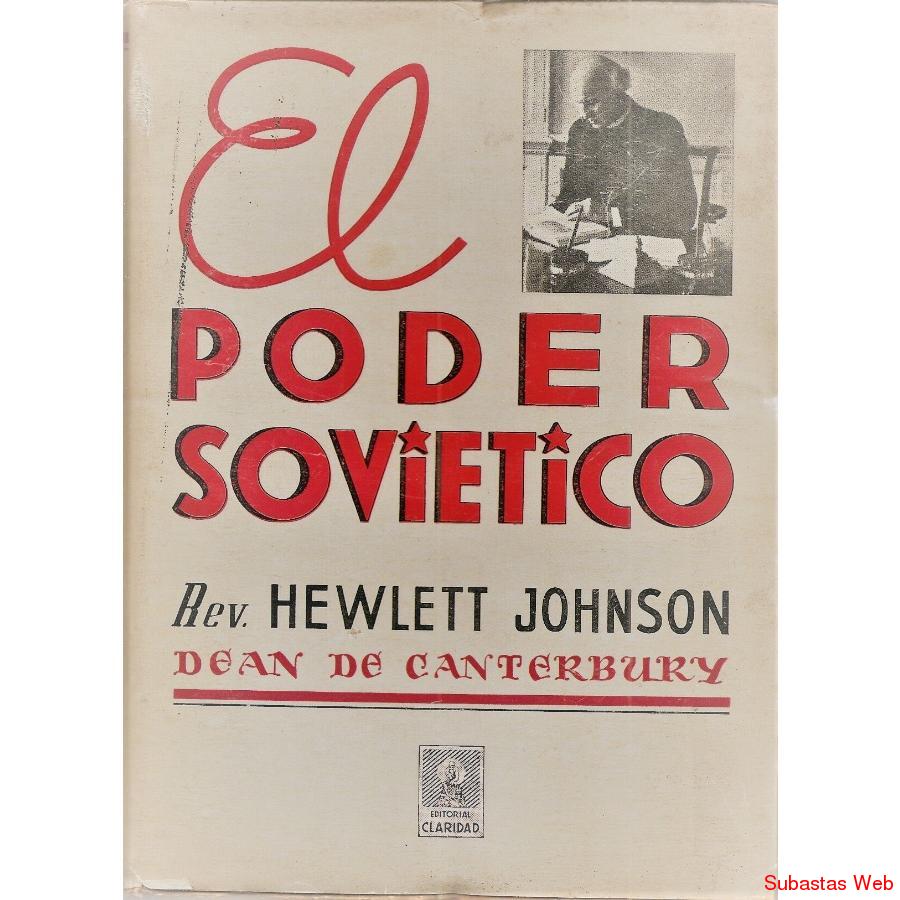 El
PODER
SOViETiCO
Rev. HEWLETT JOHNSON
DEAN DE CANTERBURY
EDITORIAL
CLARIDAD
Subastas Web